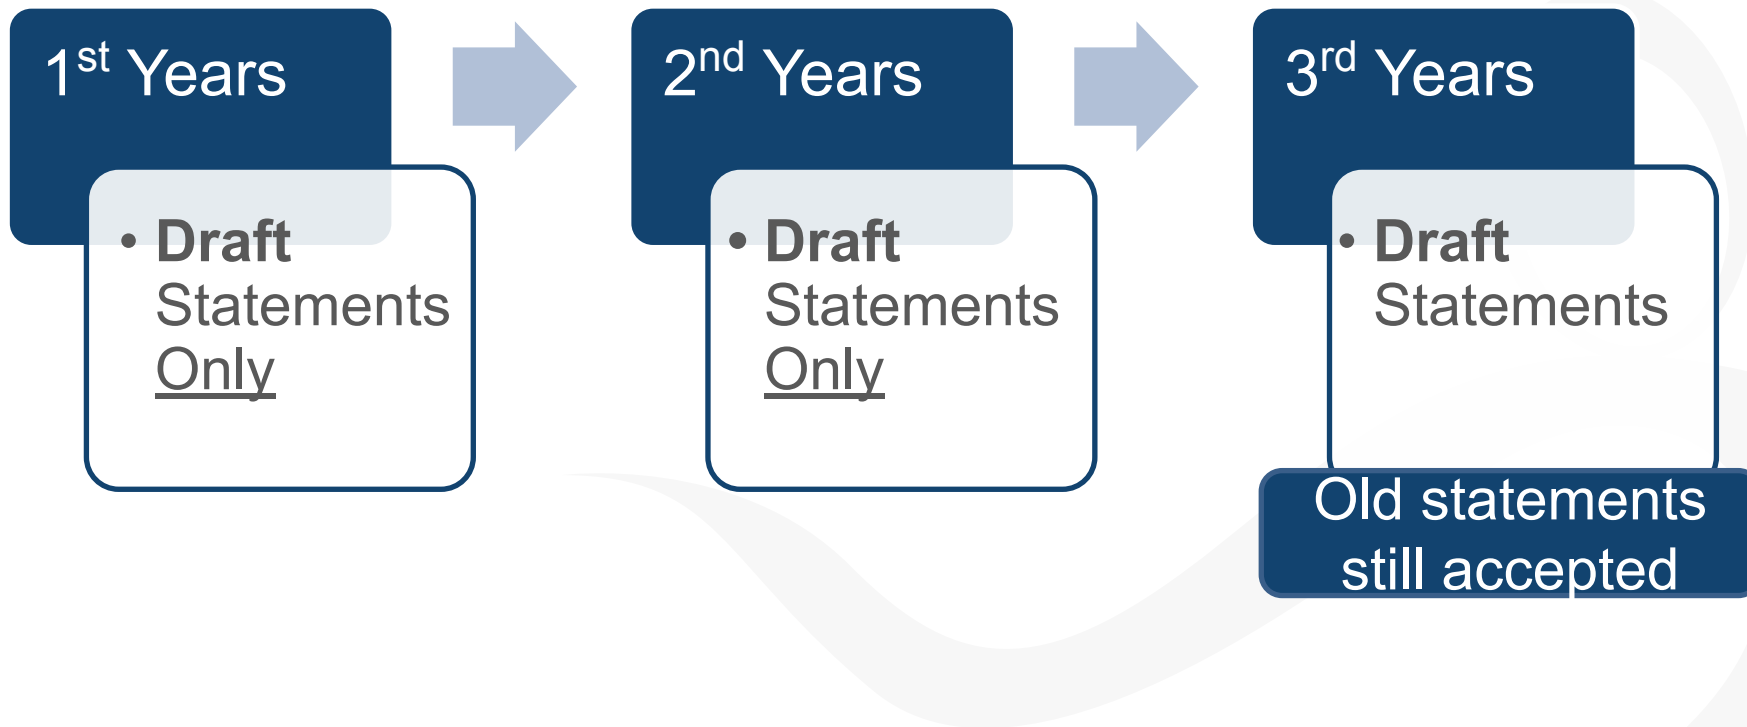 1st Years
• Draft
Statements
Only
2nd Years
• Draft
Statements
Only
3rd Years
• Draft
Statements
Old statements
still accepted